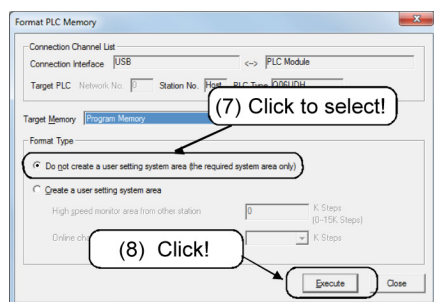 Format PLC Memory
Connection Channel List
Connection Interface USB <--> PLC Module
Target PLC Network No. 0 Station No. Host PLC Type Q06UDH
(7) Click to select!
Target Memory Program Memory
Format Type
Do not create a user setting system area (the required system area only)
Create a user setting system area
High speed monitor area from other station 0 K Steps
(0-15K Steps)
Online K Steps
(8) Click!
Execute Close